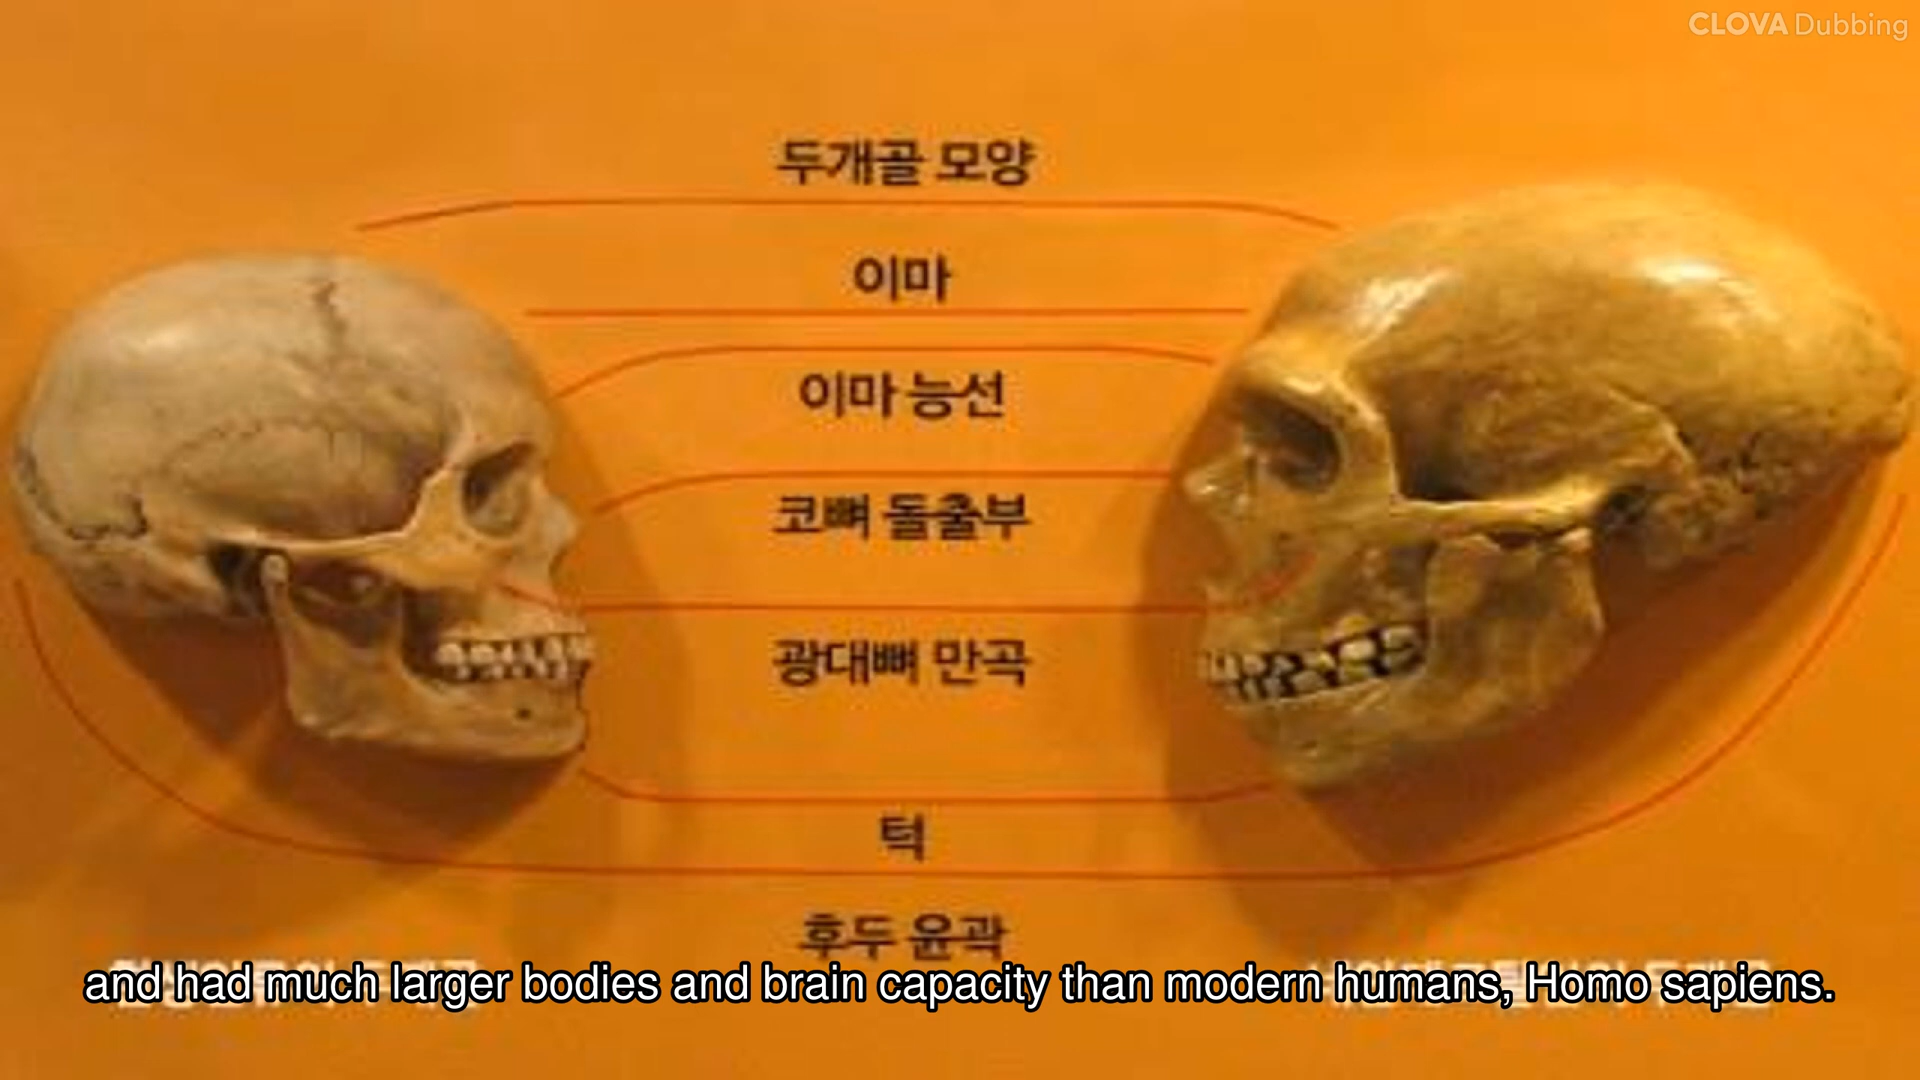 CLOVA Dubbing
두개골 모양
이마
이마 능선
코뼈 돌출부
광대뼈 만곡
턱
후두 윤곽
and had much larger bodies and brain capacity than modern humans, Homo sapiens.